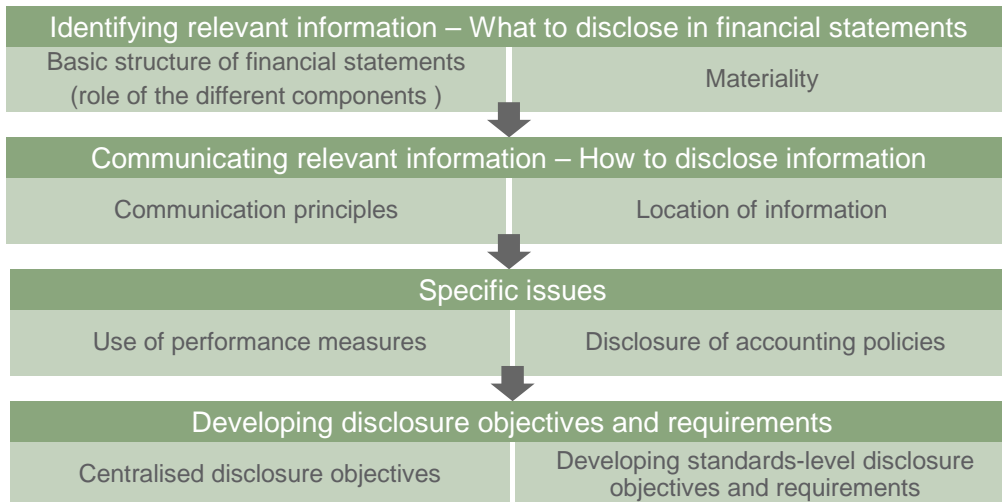 Identifying relevant information – What to disclose in financial statements
Basic structure of financial statements
(role of the different components )
Materiality
Communicating relevant information – How to disclose information
Communication principles
Location of information
Specific issues
Use of performance measures
Disclosure of accounting policies
Developing disclosure objectives and requirements
Centralised disclosure objectives
Developing standards-level disclosure
objectives and requirements